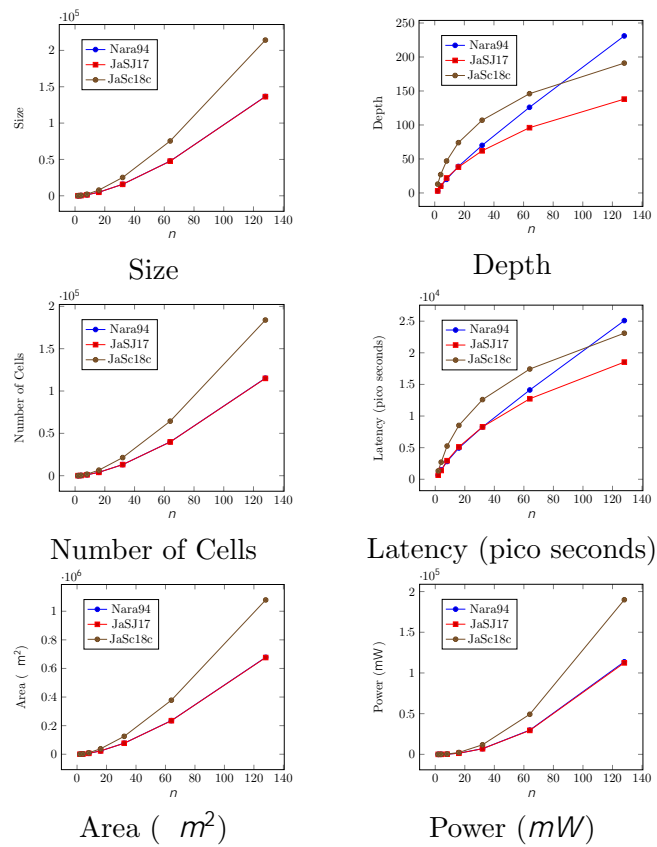 ·10^5
2
1.5
1
0.5
0
Size
Nara94
JaSJ17
JaSc18c
0 20 40 60 80 100 120 140
n
Size
250
200
150
100
50
0
Depth
Nara94
JaSJ17
JaSc18c
0 20 40 60 80 100 120 140
n
Depth
·10^5
2
1.5
1
0.5
0
Number of Cells
Nara94
JaSJ17
JaSc18c
0 20 40 60 80 100 120 140
n
Number of Cells
·10^4
2.5
2
1.5
1
0.5
0
Latency (pico seconds)
Nara94
JaSJ17
JaSc18c
0 20 40 60 80 100 120 140
n
Latency (pico seconds)
·10^6
1
0.8
0.6
0.4
0.2
0
Area ( m²)
Nara94
JaSJ17
JaSc18c
0 20 40 60 80 100 120 140
n
Area ( m²)
·10^5
2
1.5
1
0.5
0
Power (mW)
Nara94
JaSJ17
JaSc18c
0 20 40 60 80 100 120 140
n
Power (mW)